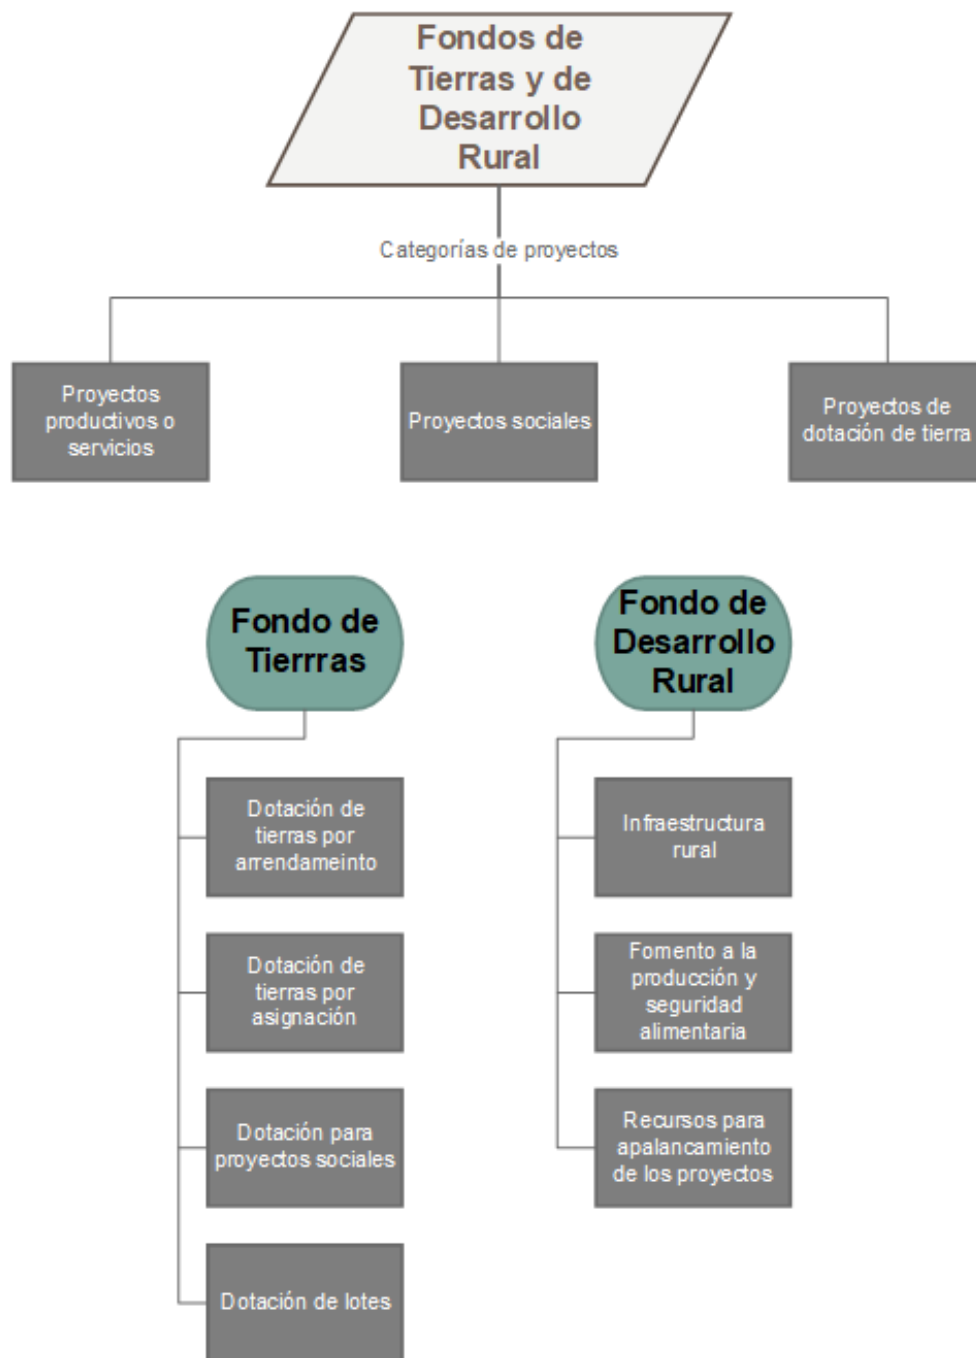 Fondos de
Tierras y de
Desarrollo
Rural
Categorías de proyectos
Proyectos
productivos o
servicios
Proyectos sociales
Proyectos de
dotación de tierra
Fondo de
Tierrras
Dotación de
tierras por
arrendameinto
Dotación de
tierras por
asignación
Dotación para
proyectos sociales
Dotación de lotes
Fondo de
Desarrollo
Rural
Infraestructura
rural
Fomento a la
producción y
seguridad
alimentaria
Recursos para
apalancamiento
de los proyectos